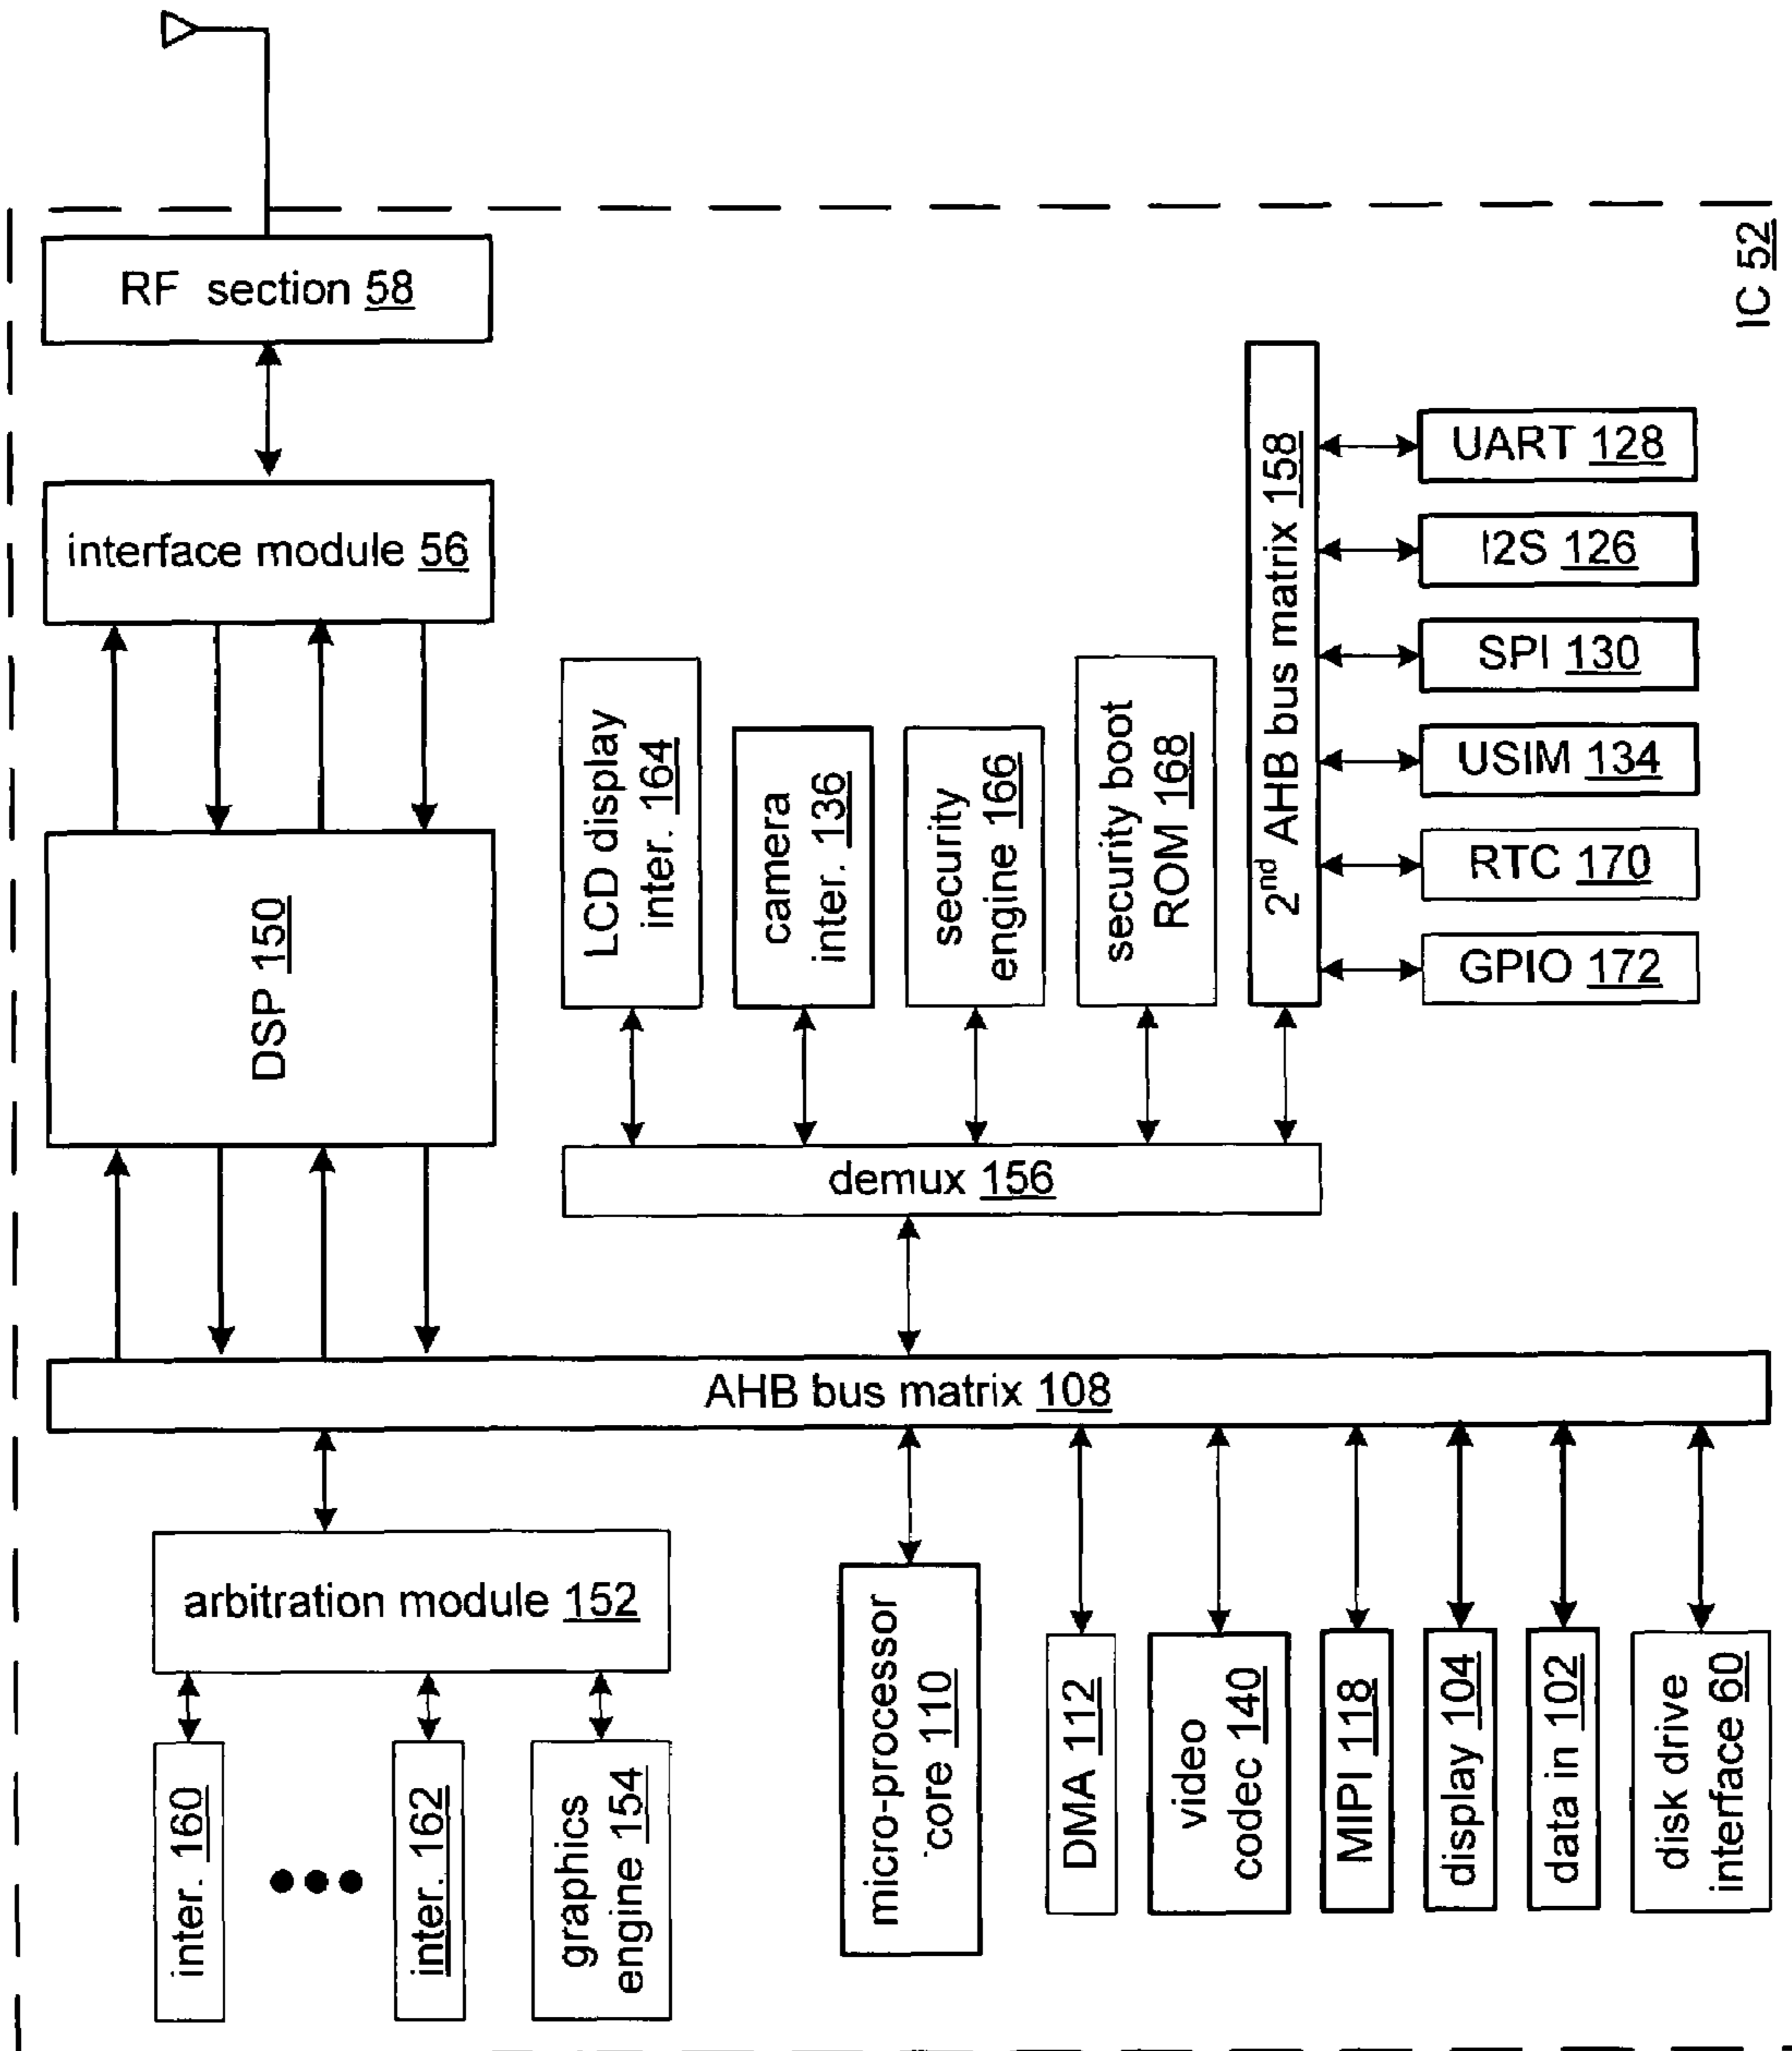 RF section 58
IC 52
interface module 56
DSP 150
LCD display
inter. 164
camera
inter. 136
security
engine 166
security boot
ROM 168
2nd AHB bus matrix 158
UART 128
I2S 126
SPI 130
USIM 134
RTC 170
GPIO 172
demux 156
AHB bus matrix 108
arbitration module 152
inter. 160
inter. 162
graphics
engine 154
micro-processor
core 110
DMA 112
video
codec 140
MIPI 118
display 104
data in 102
disk drive
interface 60